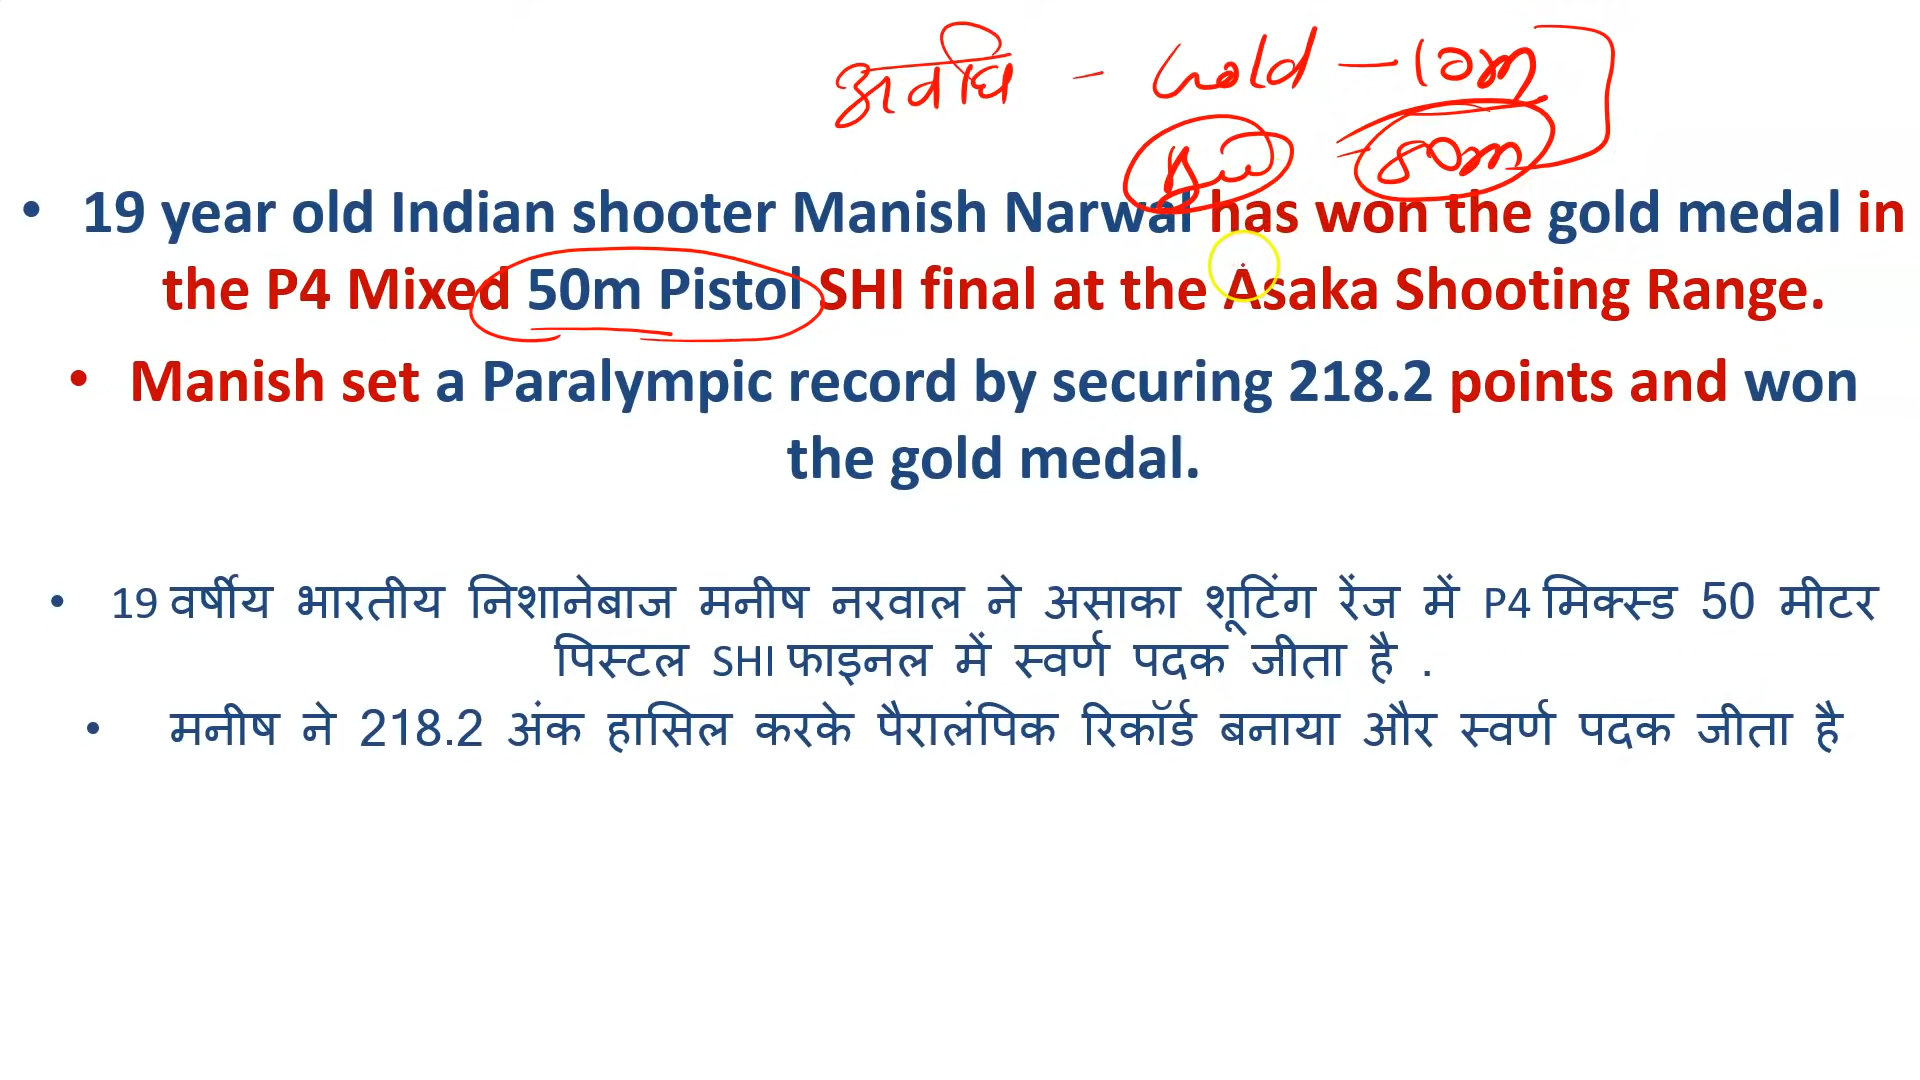 अवधि - Gold - 10m
50m
• 19 year old Indian shooter Manish Narwal has won the gold medal in
the P4 Mixed 50m Pistol SHI final at the Asaka Shooting Range.
• Manish set a Paralympic record by securing 218.2 points and won
the gold medal.
• 19 वर्षीय भारतीय निशानेबाज मनीष नरवाल ने असाका शूटिंग रेंज में P4 मिक्स्ड 50 मीटर
पिस्टल SHI फाइनल में स्वर्ण पदक जीता है .
• मनीष ने 218.2 अंक हासिल करके पैरालंपिक रिकॉर्ड बनाया और स्वर्ण पदक जीता है